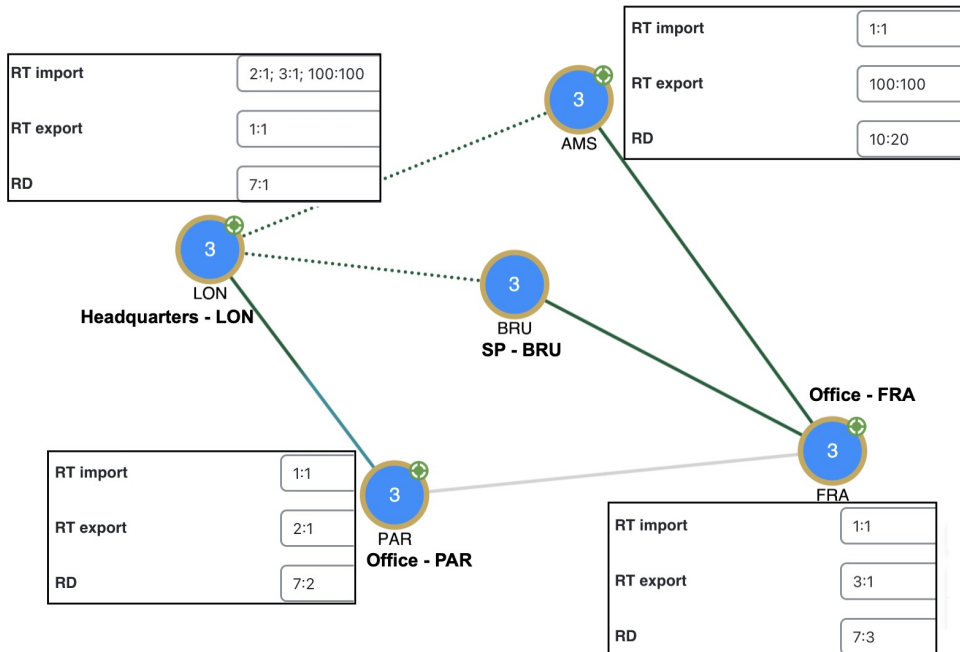 RT import 1:1
RT export 100:100
RD 10:20
RT import 2:1; 3:1; 100:100
RT export 1:1
RD 7:1
3
AMS
3
LON
Headquarters - LON
3
BRU
SP - BRU
Office - FRA
3
FRA
3
PAR
Office - PAR
RT import 1:1
RT export 2:1
RD 7:2
RT import 1:1
RT export 3:1
RD 7:3